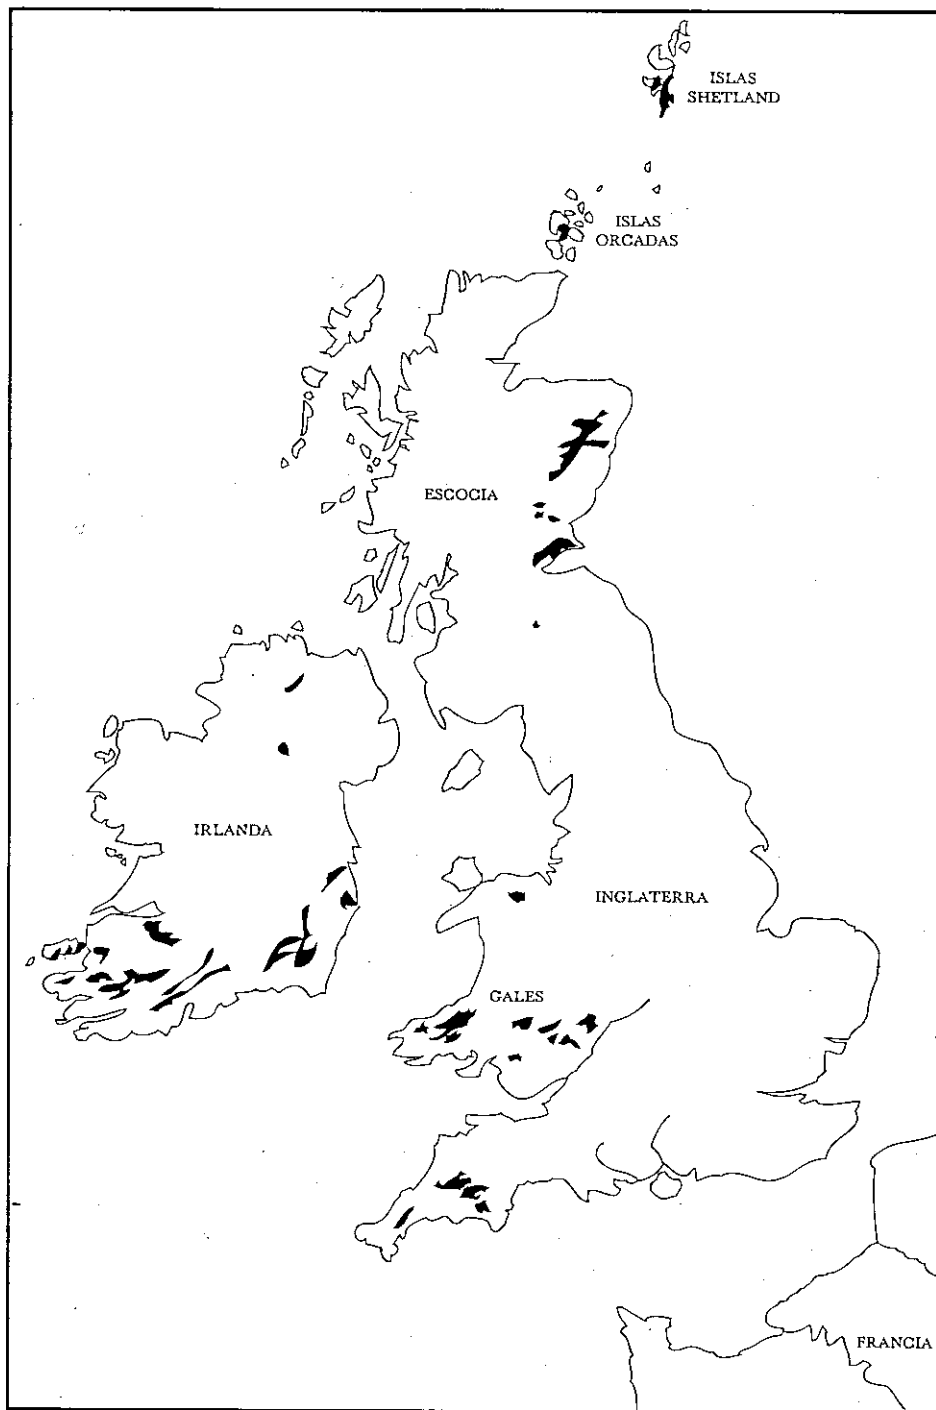 ISLAS
SHETLAND
ISLAS
ORCADAS
ESCOCIA
IRLANDA
INGLATERRA
GALES
FRANCIA